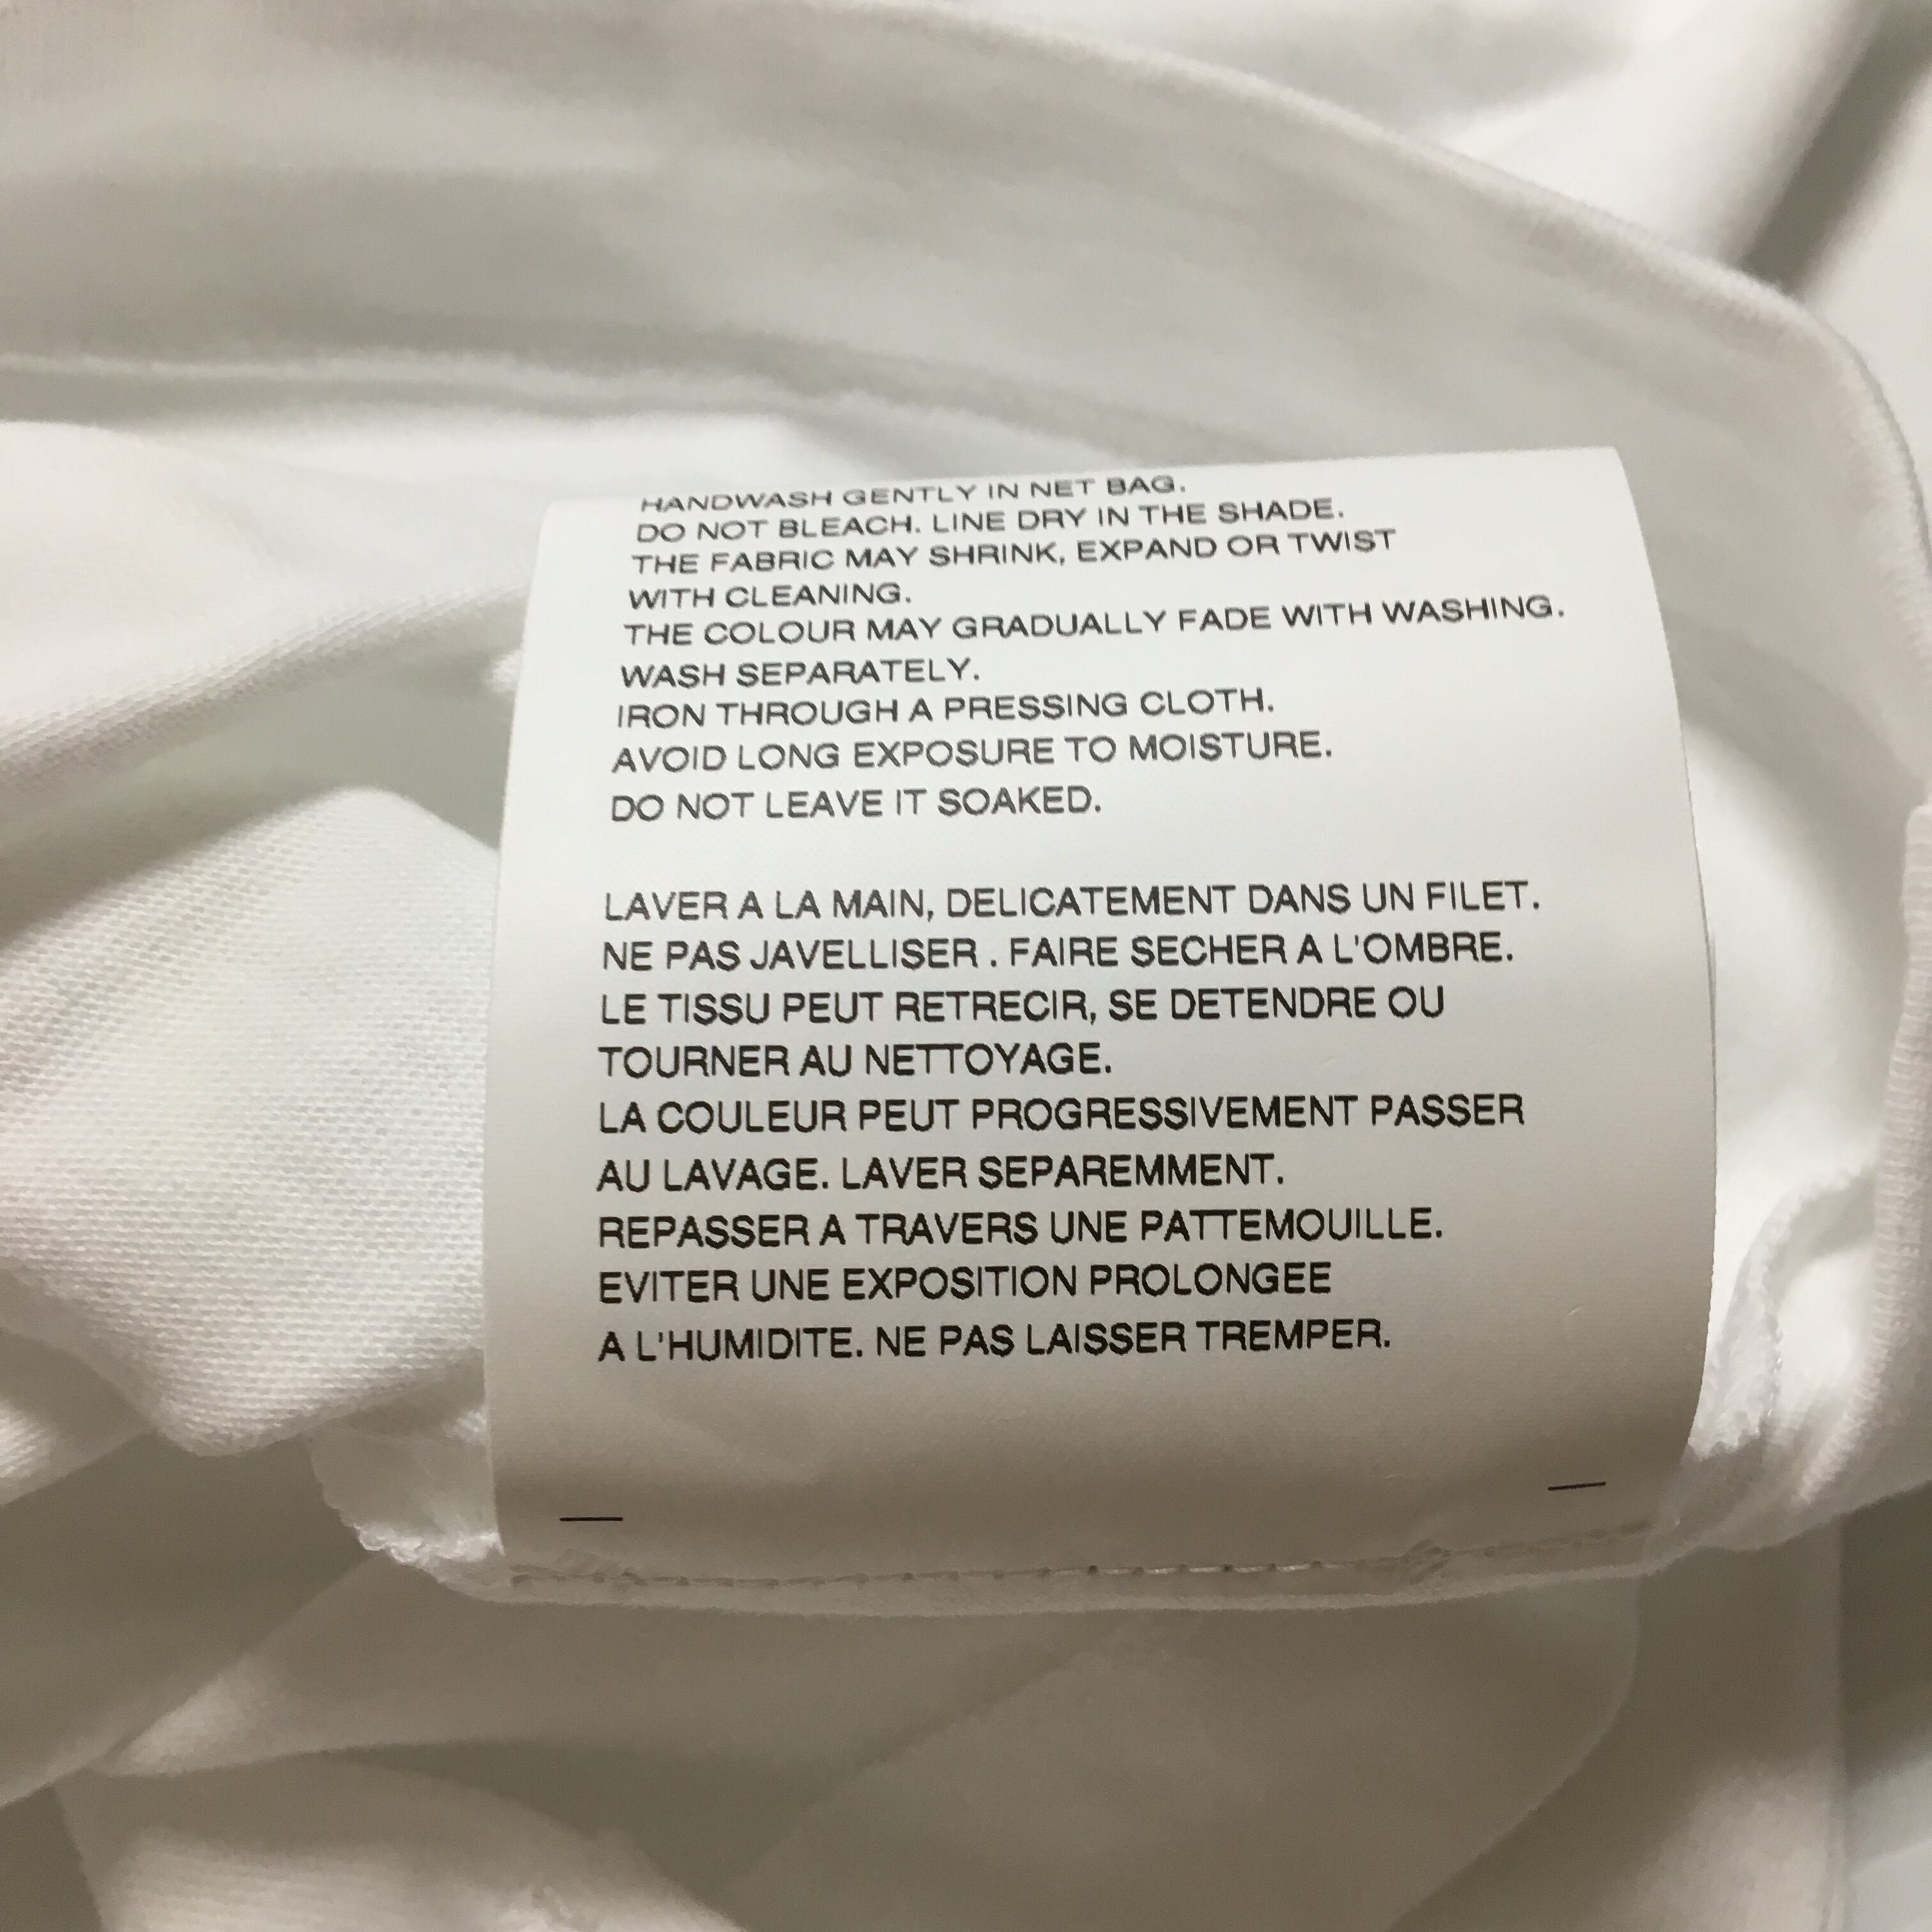 HANDWASH GENTLY IN NET BAG.
DO NOT BLEACH. LINE DRY IN THE SHADE.
THE FABRIC MAY SHRINK, EXPAND OR TWIST
WITH CLEANING.
THE COLOUR MAY GRADUALLY FADE WITH WASHING.
WASH SEPARATELY.
IRON THROUGH A PRESSING CLOTH.
AVOID LONG EXPOSURE TO MOISTURE.
DO NOT LEAVE IT SOAKED.
LAVER A LA MAIN, DELICATEMENT DANS UN FILET.
NE PAS JAVELLISER . FAIRE SECHER A L'OMBRE.
LE TISSU PEUT RETRECIR, SE DETENDRE OU
TOURNER AU NETTOYAGE.
LA COULEUR PEUT PROGRESSIVEMENT PASSER
AU LAVAGE. LAVER SEPAREMMENT.
REPASSER A TRAVERS UNE PATTEMOUILLE.
EVITER UNE EXPOSITION PROLONGEE
A L'HUMIDITE. NE PAS LAISSER TREMPER.